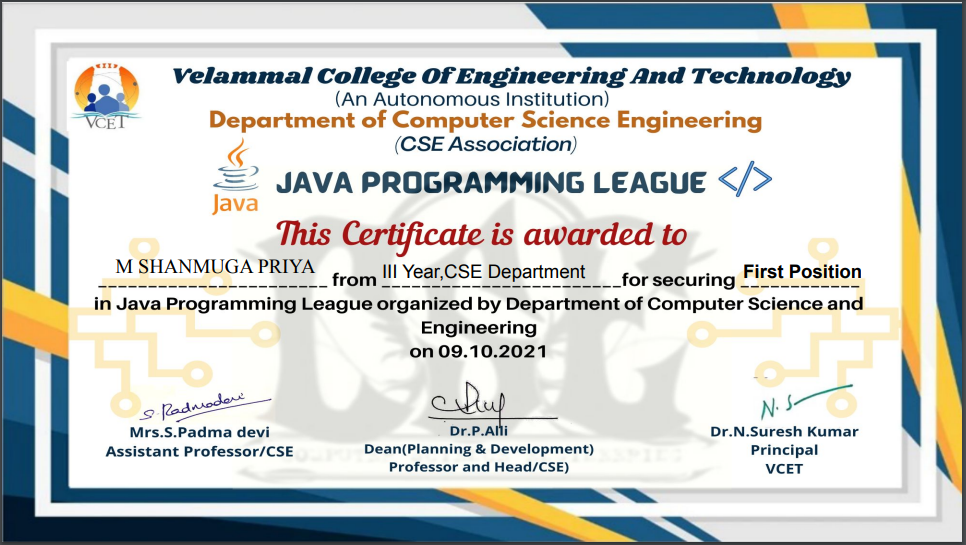 Velammal College Of Engineering And Technology
(An Autonomous Institution)
Department of Computer Science Engineering
(CSE Association)
VCET
Java
JAVA PROGRAMMING LEAGUE </>
This Certificate is awarded to
M SHANMUGA PRIYA from III Year,CSE Department for securing First Position
in Java Programming League organized by Department of Computer Science and
Engineering
on 09.10.2021
S.Padmadevi
N.S
Mrs.S.Padma devi
Assistant Professor/CSE
Dr.P.Alli
Dean(Planning & Development)
Professor and Head/CSE)
Dr.N.Suresh Kumar
Principal
VCET